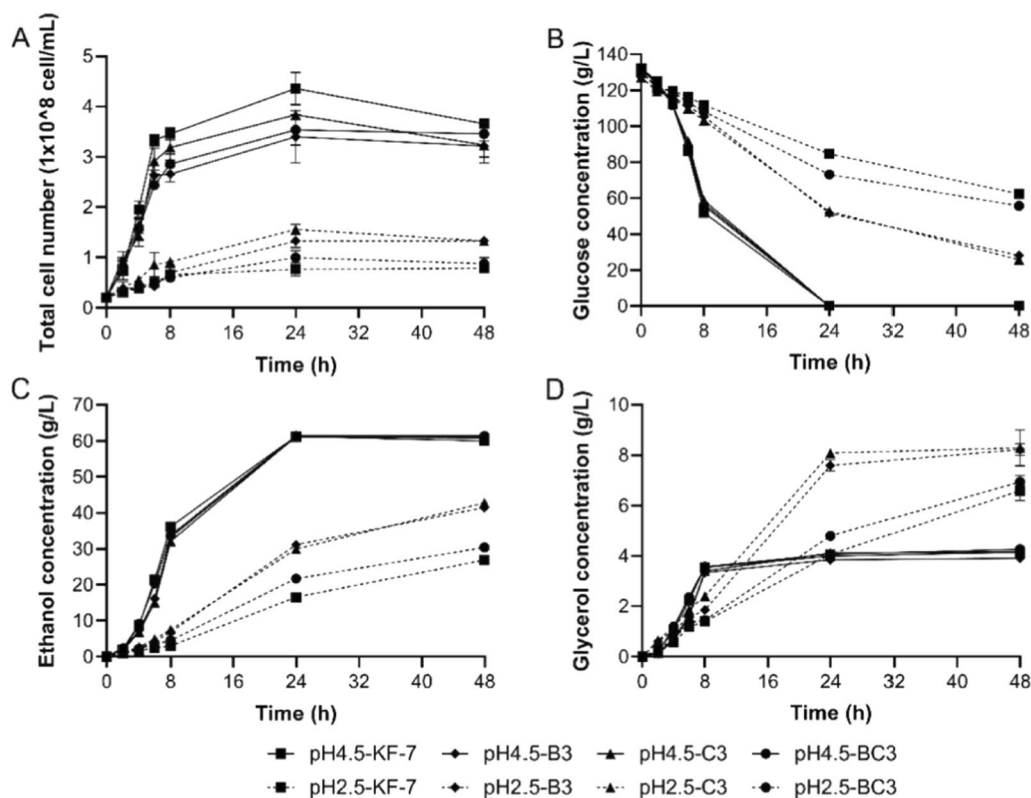 A
Total cell number (1x10^8 cell/mL)
5
4
3
2
1
0
0 8 16 24 32 40 48
Time (h)
B
Glucose concentration (g/L)
140
120
100
80
60
40
20
0
0 8 16 24 32 40 48
Time (h)
C
Ethanol concentration (g/L)
70
60
50
40
30
20
10
0
0 8 16 24 32 40 48
Time (h)
D
Glycerol concentration (g/L)
10
8
6
4
2
0
0 8 16 24 32 40 48
Time (h)
pH4.5-KF-7 pH4.5-B3 pH4.5-C3 pH4.5-BC3
pH2.5-KF-7 pH2.5-B3 pH2.5-C3 pH2.5-BC3